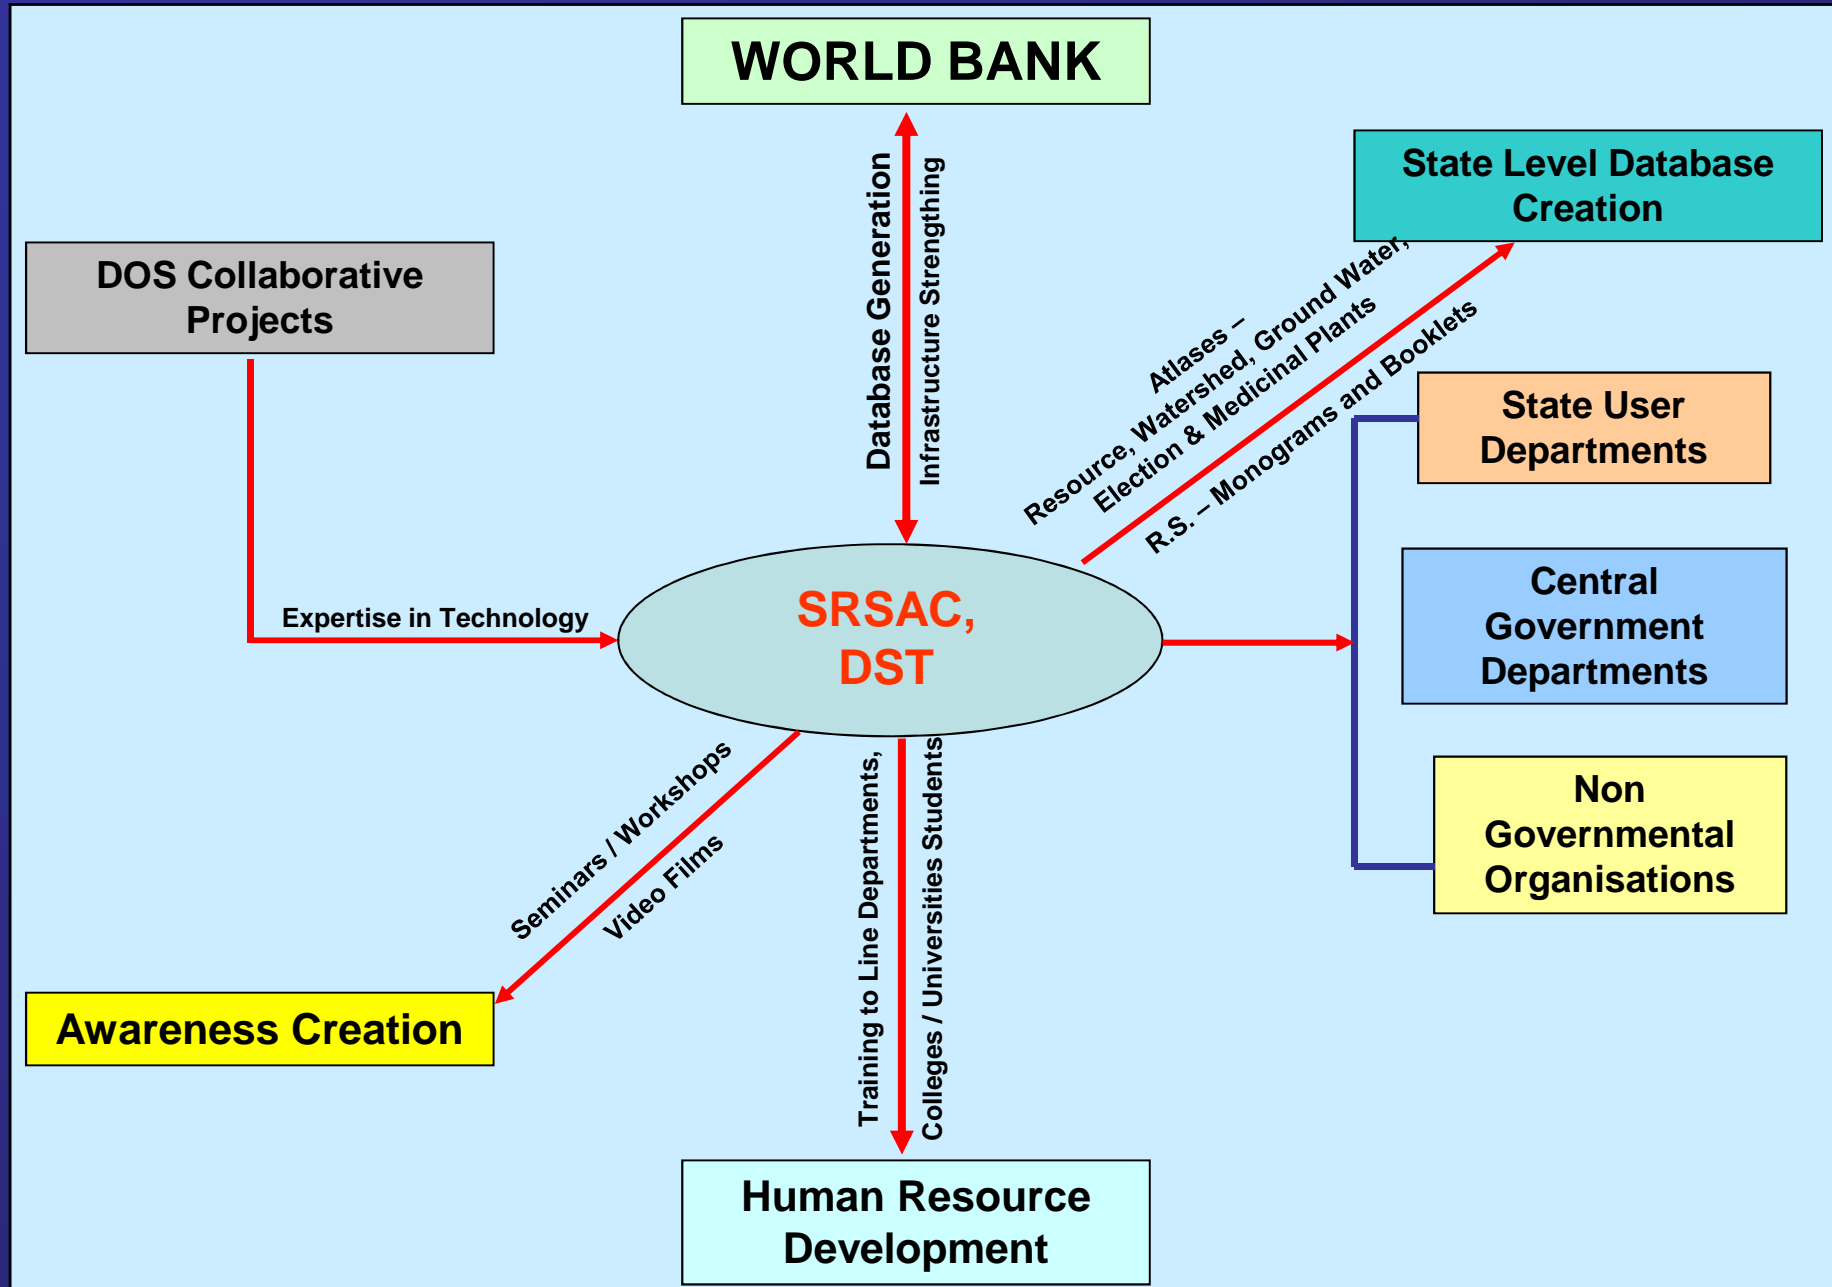 WORLD BANK
State Level Database
Creation
DOS Collaborative
Projects
Database Generation
Infrastructure Strengthing
Atlases –
Resource, Watershed, Ground Water,
Election & Medicinal Plants
R.S. – Monograms and Booklets
State User
Departments
Central
Government
Departments
Non
Governmental
Organisations
Expertise in Technology
SRSAC,
DST
Seminars / Workshops
Video Films
Training to Line Departments,
Colleges / Universities Students
Awareness Creation
Human Resource
Development